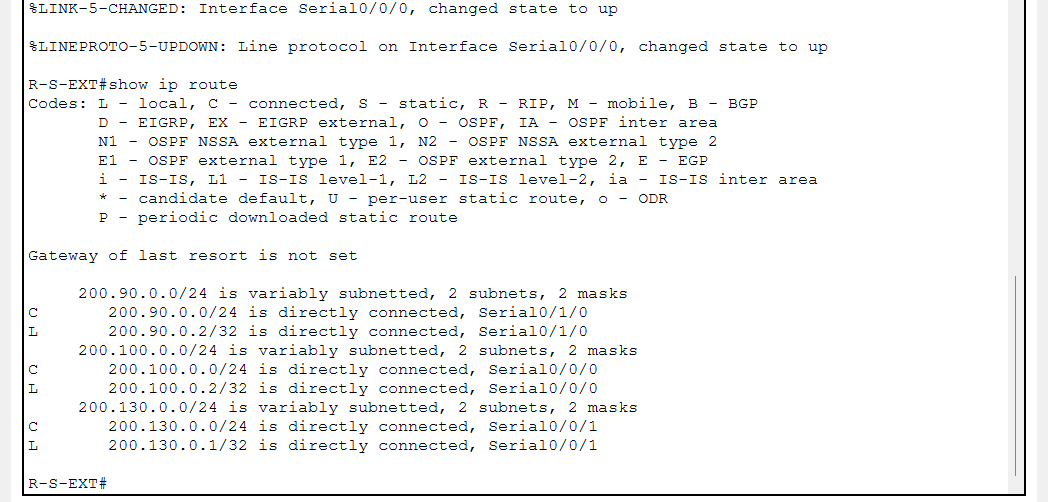 %LINK-5-CHANGED: Interface Serial0/0/0, changed state to up
%LINEPROTO-5-UPDOWN: Line protocol on Interface Serial0/0/0, changed state to up
R-S-EXT#show ip route
Codes: L - local, C - connected, S - static, R - RIP, M - mobile, B - BGP
D - EIGRP, EX - EIGRP external, O - OSPF, IA - OSPF inter area
N1 - OSPF NSSA external type 1, N2 - OSPF NSSA external type 2
E1 - OSPF external type 1, E2 - OSPF external type 2, E - EGP
i - IS-IS, L1 - IS-IS level-1, L2 - IS-IS level-2, ia - IS-IS inter area
* - candidate default, U - per-user static route, o - ODR
P - periodic downloaded static route
Gateway of last resort is not set
200.90.0.0/24 is variably subnetted, 2 subnets, 2 masks
C 200.90.0.0/24 is directly connected, Serial0/1/0
L 200.90.0.2/32 is directly connected, Serial0/1/0
200.100.0.0/24 is variably subnetted, 2 subnets, 2 masks
C 200.100.0.0/24 is directly connected, Serial0/0/0
L 200.100.0.2/32 is directly connected, Serial0/0/0
200.130.0.0/24 is variably subnetted, 2 subnets, 2 masks
C 200.130.0.0/24 is directly connected, Serial0/0/1
L 200.130.0.1/32 is directly connected, Serial0/0/1
R-S-EXT#